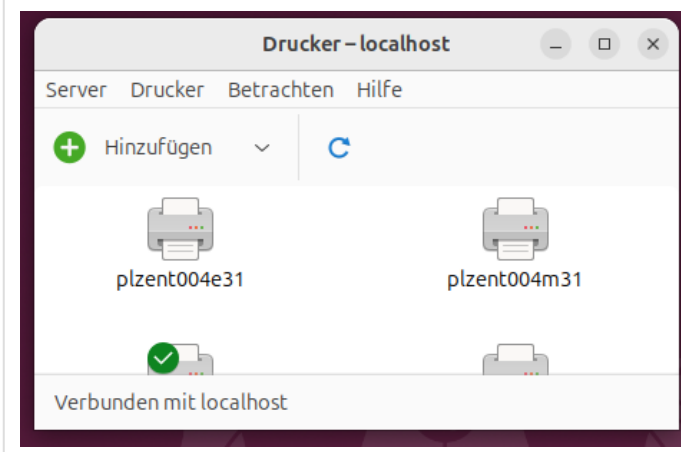 Drucker – localhost
Server Drucker Betrachten Hilfe
Hinzufügen
plzent004e31 plzent004m31
Verbunden mit localhost